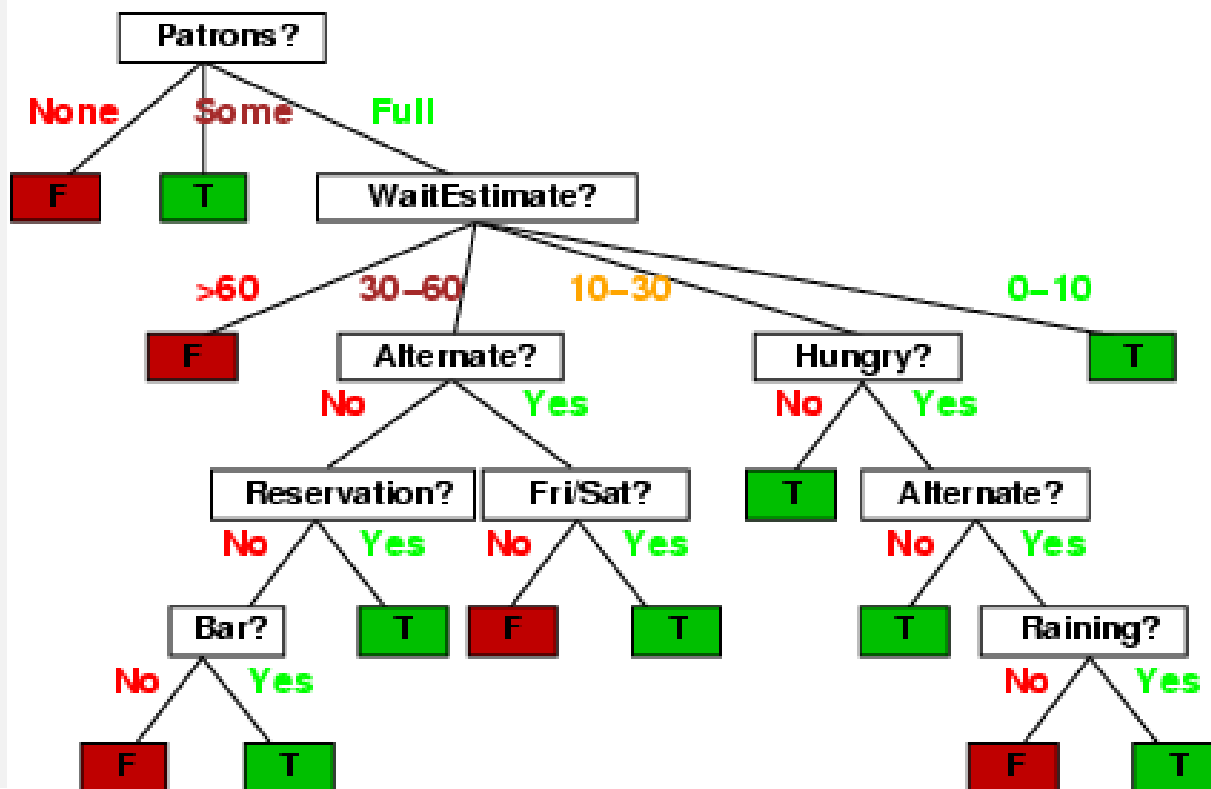 Patrons?
None Some Full
F T WaitEstimate?
>60 30–60 10–30 0–10
F Alternate? Hungry? T
No Yes No Yes
Reservation? Fri/Sat? T Alternate?
No Yes No Yes No Yes
Bar? T F T T Raining?
No Yes No Yes
F T F T